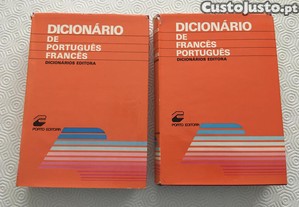 Custojusto.pt
DICIONÁRIO
DE
PORTUGUÊS
FRANCÊS
DICIONÁRIOS EDITORA
PORTO EDITORA
DICIONÁRIO
DE
FRANCÊS
PORTUGUÊS
DICIONÁRIOS EDITORA
PORTO EDITORA